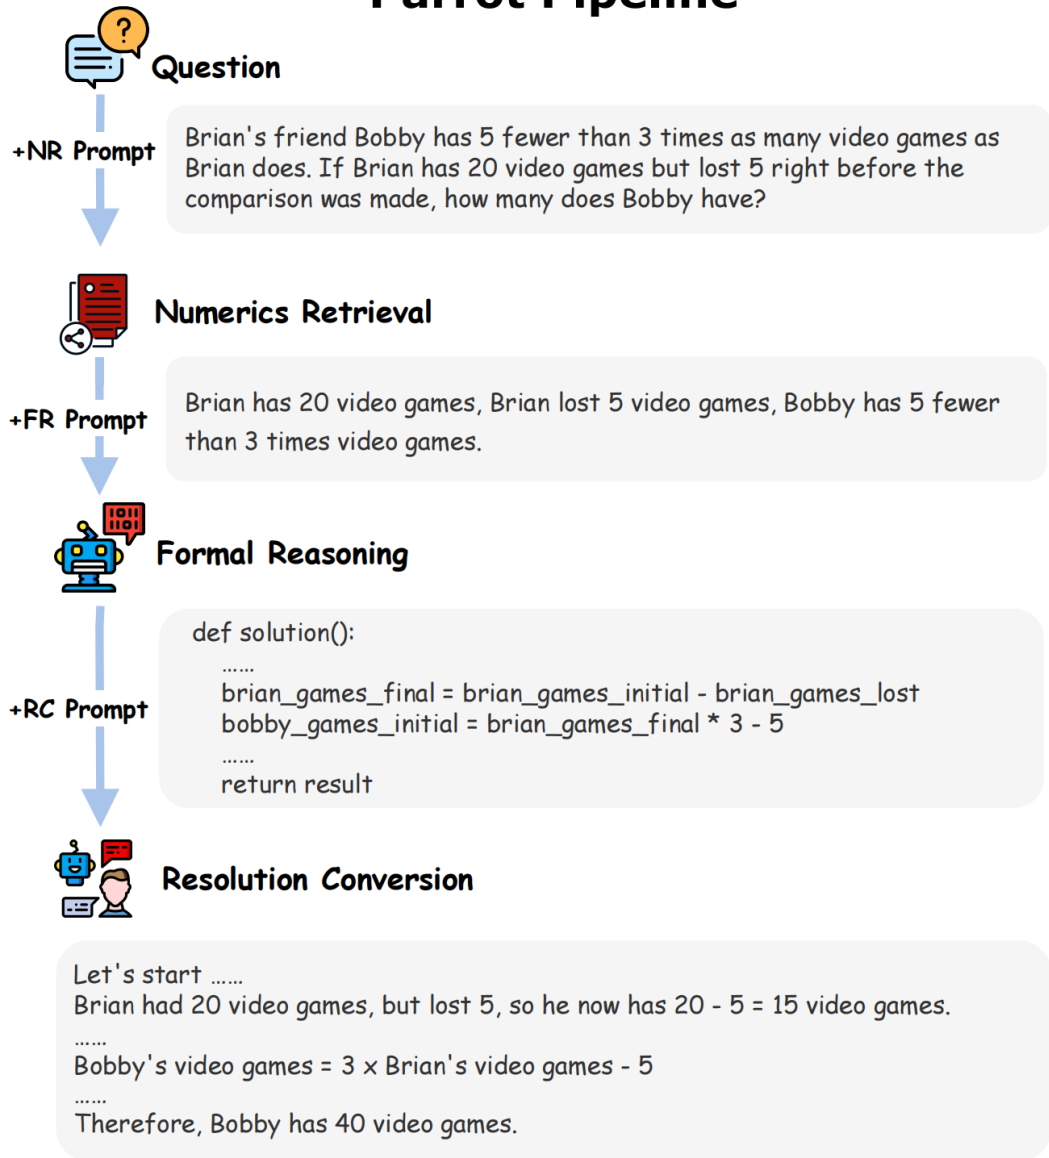 Parrot Pipeline
Question
+NR Prompt
Brian's friend Bobby has 5 fewer than 3 times as many video games as
Brian does. If Brian has 20 video games but lost 5 right before the
comparison was made, how many does Bobby have?
Numerics Retrieval
+FR Prompt
Brian has 20 video games, Brian lost 5 video games, Bobby has 5 fewer
than 3 times video games.
1011
1101
Formal Reasoning
+RC Prompt
def solution():
......
brian_games_final = brian_games_initial - brian_games_lost
bobby_games_initial = brian_games_final * 3 - 5
......
return result
Resolution Conversion
Let's start ......
Brian had 20 video games, but lost 5, so he now has 20 - 5 = 15 video games.
......
Bobby's video games = 3 x Brian's video games - 5
......
Therefore, Bobby has 40 video games.